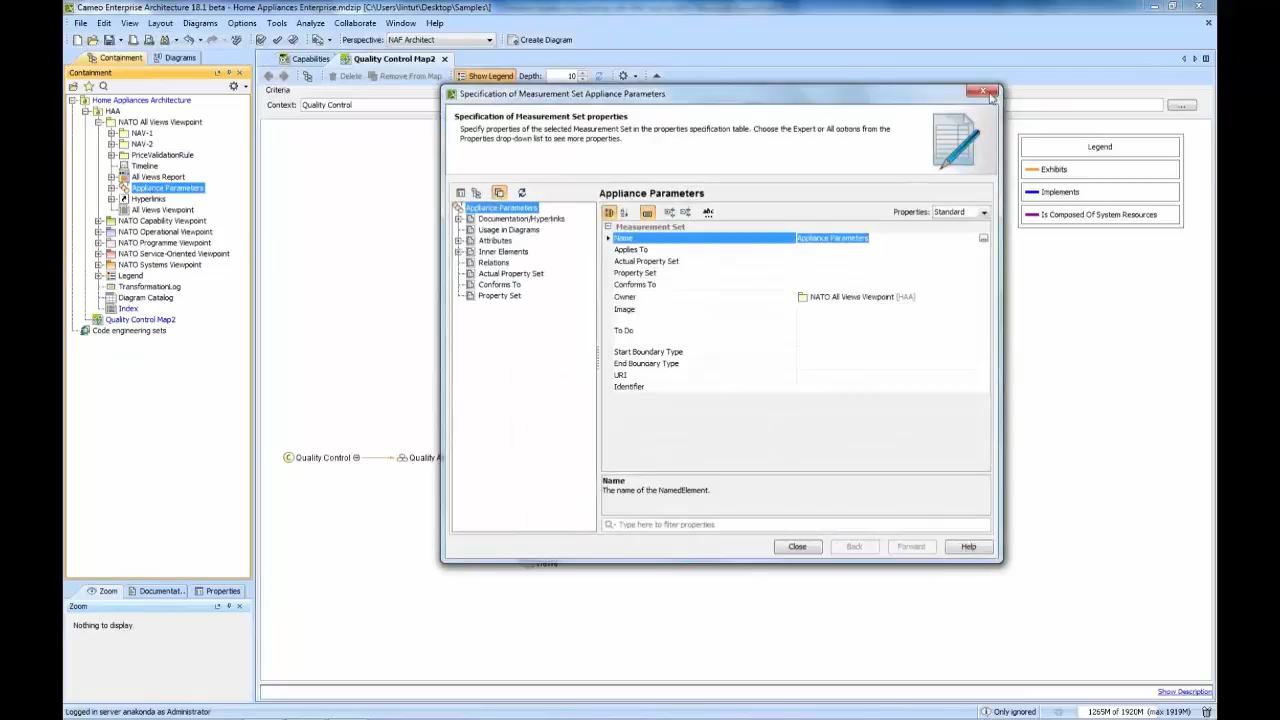 Cameo Enterprise Architecture 18.1 beta - Home Appliances Enterprise.mdzip [C:\Users\lintut\Desktop\Samples\]
File Edit View Layout Diagrams Options Tools Analyze Collaborate Window Help
Perspective: NAF Architect Create Diagram
Containment Diagrams
Capabilities Quality Control Map2
Containment
Delete Remove From Map Show Legend Depth: 10
Criteria
Context: Quality Control ...
Home Appliances Architecture
HAA
NATO All Views Viewpoint
NAV-1
NAV-2
PriceValidationRule
Timeline
All Views Report
Appliance Parameters
Hyperlinks
All Views Viewpoint
NATO Capability Viewpoint
NATO Operational Viewpoint
NATO Programme Viewpoint
NATO Service-Oriented Viewpoint
NATO Systems Viewpoint
Legend
TransformationLog
Diagram Catalog
Index
Quality Control Map2
Code engineering sets
Zoom Documentat... Properties
Zoom
Nothing to display
Quality Control
Quality A
Specification of Measurement Set Appliance Parameters
Specification of Measurement Set properties
Specify properties of the selected Measurement Set in the properties specification table. Choose the Expert or All options from the
Properties drop-down list to see more properties.
Appliance Parameters
Documentation/Hyperlinks
Usage in Diagrams
Attributes
Inner Elements
Relations
Actual Property Set
Conforms To
Property Set
Appliance Parameters
Properties: Standard
Measurement Set
Name Appliance Parameters
Applies To
Actual Property Set
Property Set
Conforms To
Owner NATO All Views Viewpoint [HAA]
Image
To Do
Start Boundary Type
End Boundary Type
URI
Identifier
Name
The name of the NamedElement.
Type here to filter properties
Close Back Forward Help
Legend
Exhibits
Implements
Is Composed Of System Resources
Show Description
Logged in server anakonda as Administrator
Only ignored 1265M of 1920M (max 1919M)